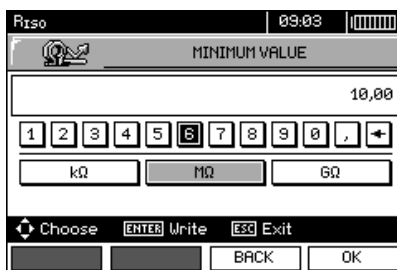 RISO 09:03
MINIMUM VALUE
10,00
1 2 3 4 5 6 7 8 9 0 , ←
kΩ MΩ GΩ
Choose ENTER Write ESC Exit
BACK OK